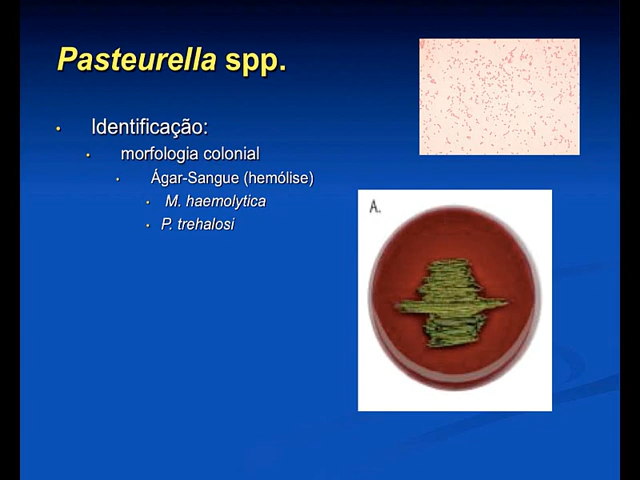 Pasteurella spp.
• Identificação:
• morfologia colonial
• Ágar-Sangue (hemólise)
• M. haemolytica
• P. trehalosi
A.